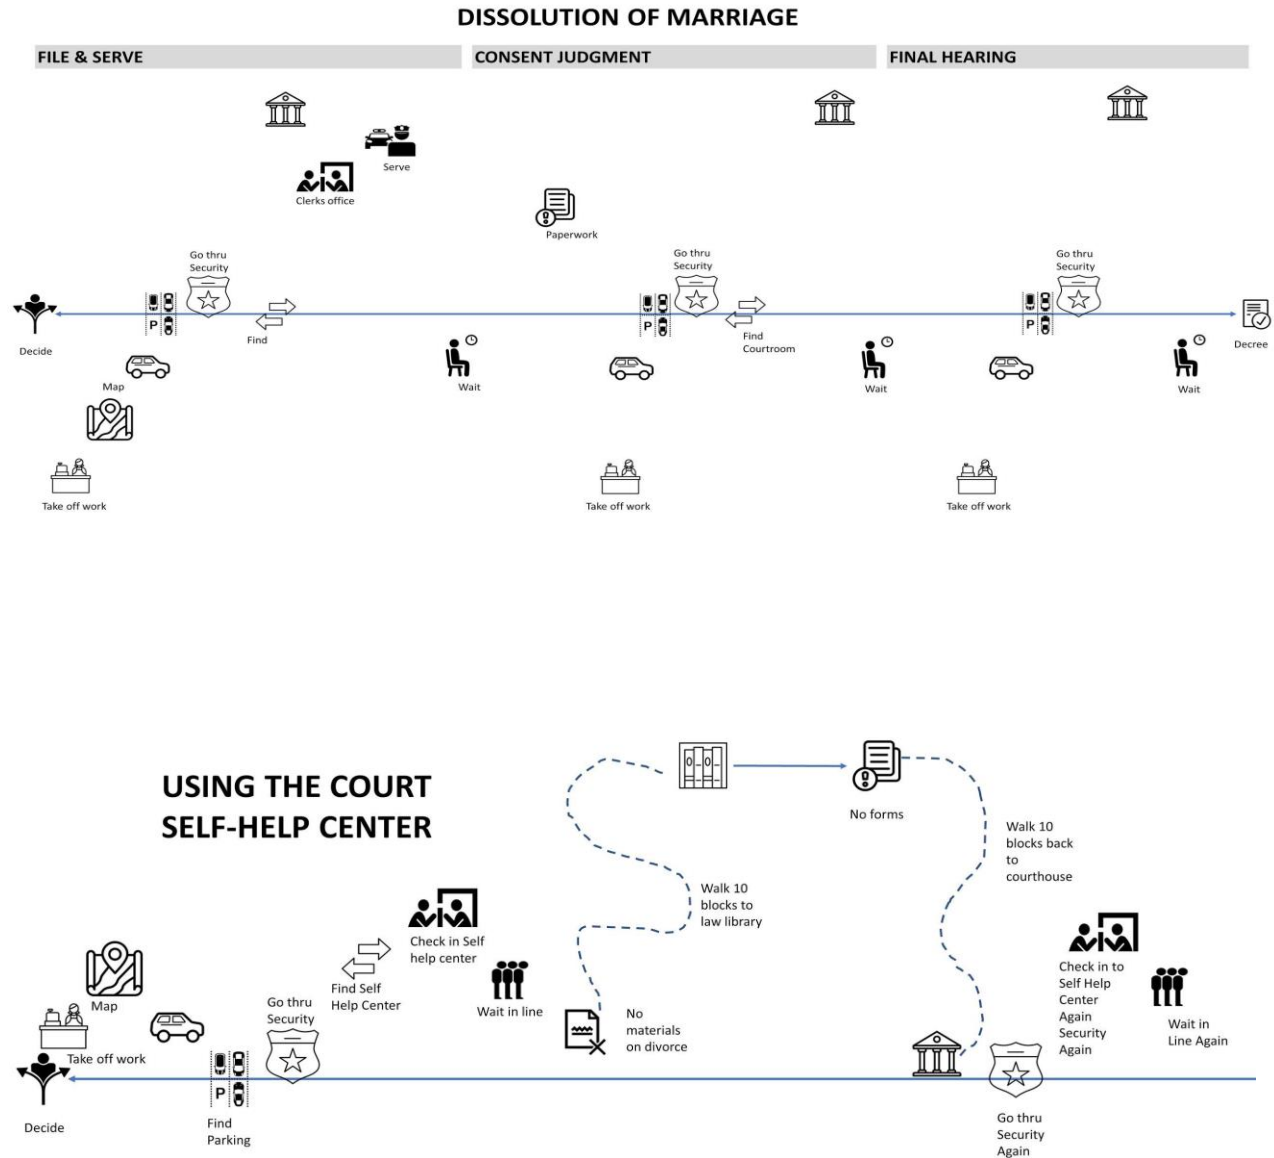 DISSOLUTION OF MARRIAGE
FILE & SERVE
CONSENT JUDGMENT
FINAL HEARING
Serve
Clerks office
Paperwork
Go thru
Security
Go thru
Security
Go thru
Security
P
P
P
Decide
Find
Find
Courtroom
Decree
Map
Wait
Wait
Wait
Take off work
Take off work
Take off work
USING THE COURT
SELF-HELP CENTER
No forms
Walk 10
blocks back
to
courthouse
Walk 10
blocks to
law library
Check in Self
help center
Find Self
Help Center
Wait in line
No
materials
on divorce
Map
Take off work
Go thru
Security
Check in to
Self Help
Center
Again
Security
Again
Wait in
Line Again
P
Decide
Find
Parking
Go thru
Security
Again